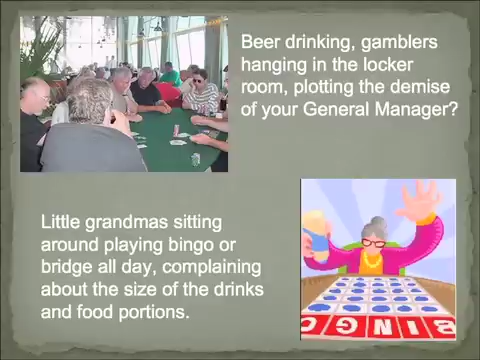 Beer drinking, gamblers
hanging in the locker
room, plotting the demise
of your General Manager?
Little grandmas sitting
around playing bingo or
bridge all day, complaining
about the size of the drinks
and food portions.
BINGO